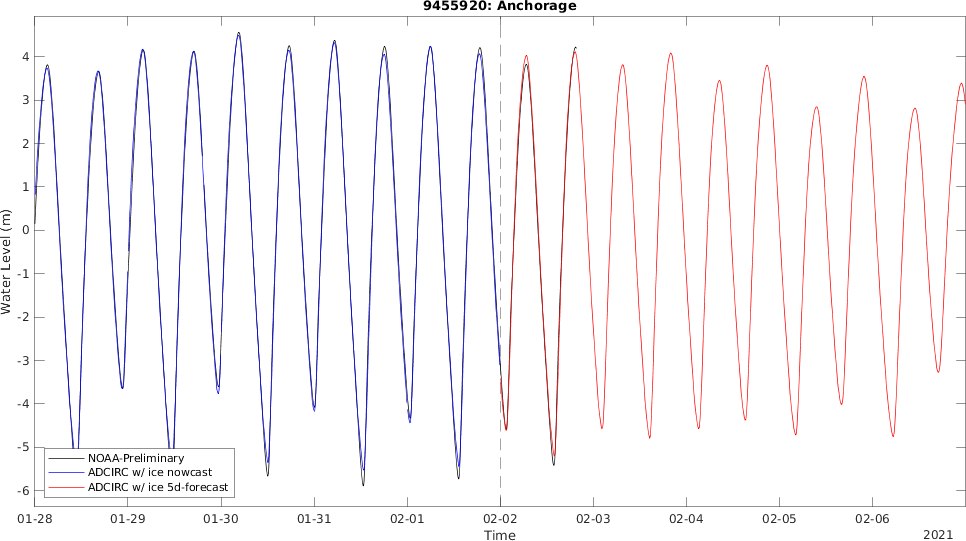 9455920: Anchorage
4
3
2
1
0
-1
-2
-3
-4
-5
-6
Water Level (m)
NOAA-Preliminary
ADCIRC w/ ice nowcast
ADCIRC w/ ice 5d-forecast
01-28 01-29 01-30 01-31 02-01 02-02 02-03 02-04 02-05 02-06
Time
2021